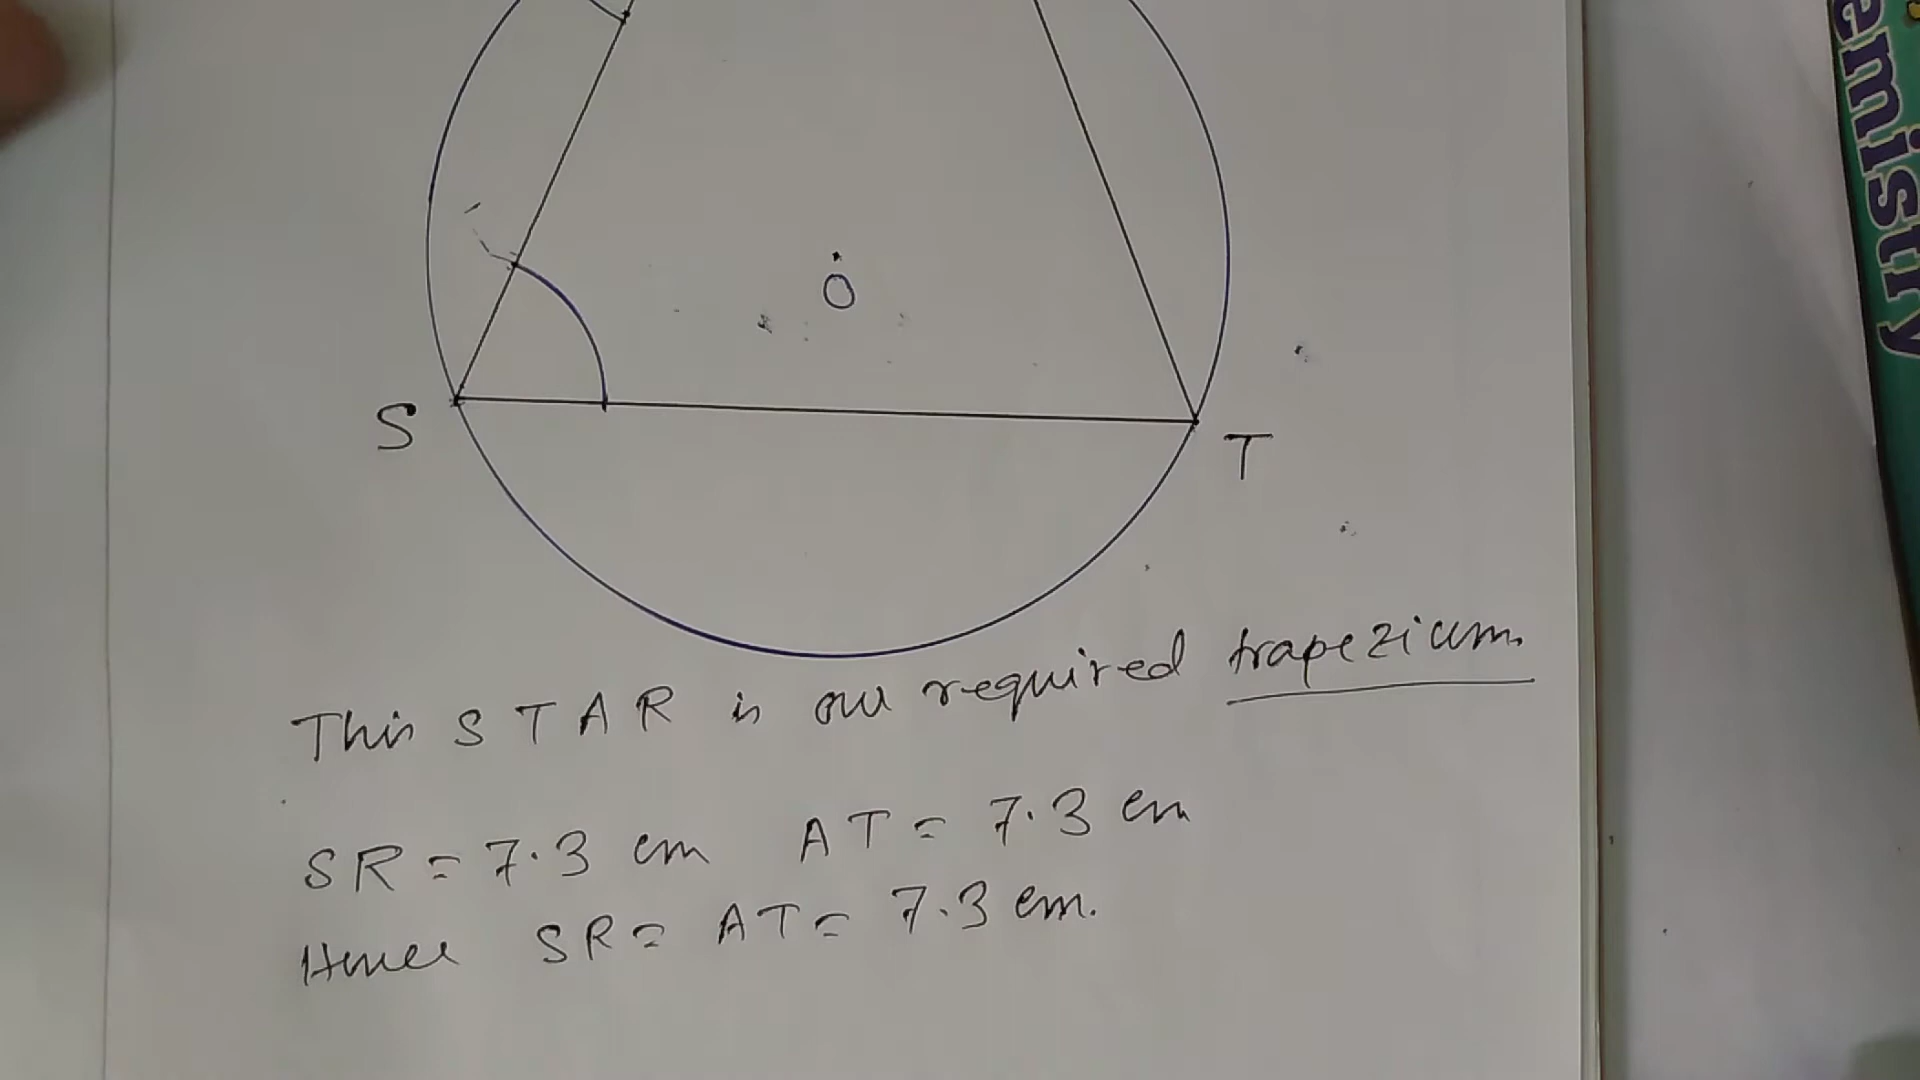 O
S
T
This STAR is our required trapezium.
SR = 7.3 cm AT = 7.3 cm
Hence SR = AT = 7.3 cm.
emistry